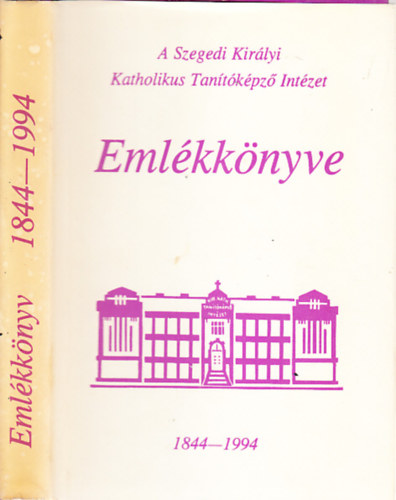 A Szegedi Királyi
Katholikus Tanítóképző Intézet
Emlékkönyve
1844—1994
Emlékkönyv 1844—1994